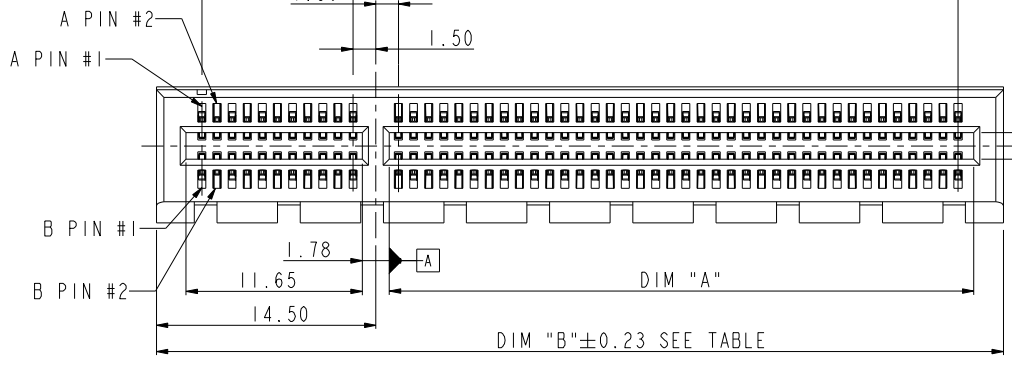 A PIN #2
1.50
A PIN #1
B PIN #1
1.78
A
11.65
DIM "A"
B PIN #2
14.50
DIM "B"±0.23 SEE TABLE